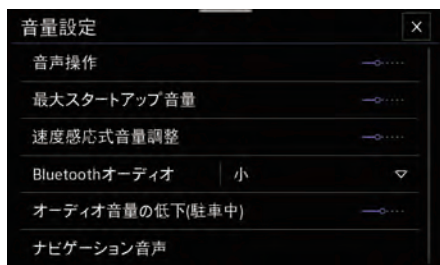 音量設定
音声操作
最大スタートアップ音量
速度感応式音量調整
Bluetoothオーディオ 小
オーディオ音量の低下(駐車中)
ナビゲーション音声